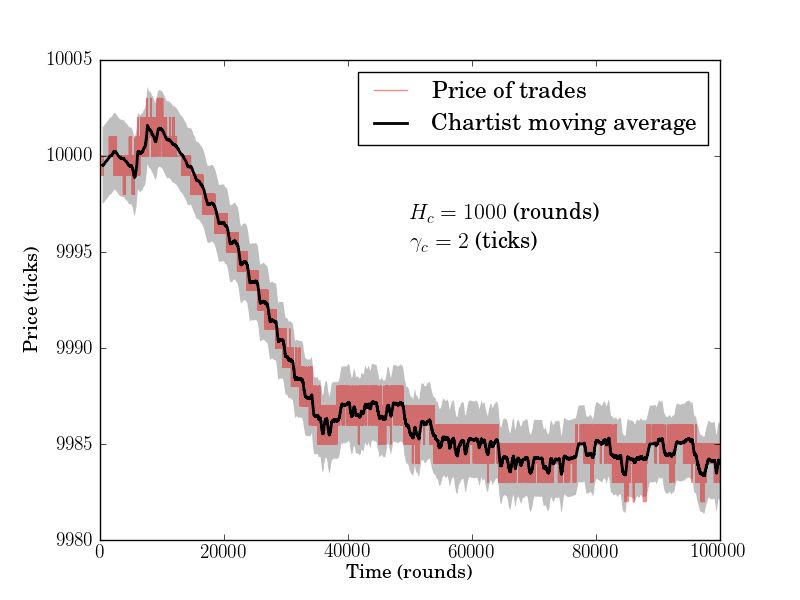 10005
10000
9995
9990
9985
9980
Price (ticks)
Price of trades
Chartist moving average
H_c = 1000 (rounds)
γ_c = 2 (ticks)
0 20000 40000 60000 80000 100000
Time (rounds)